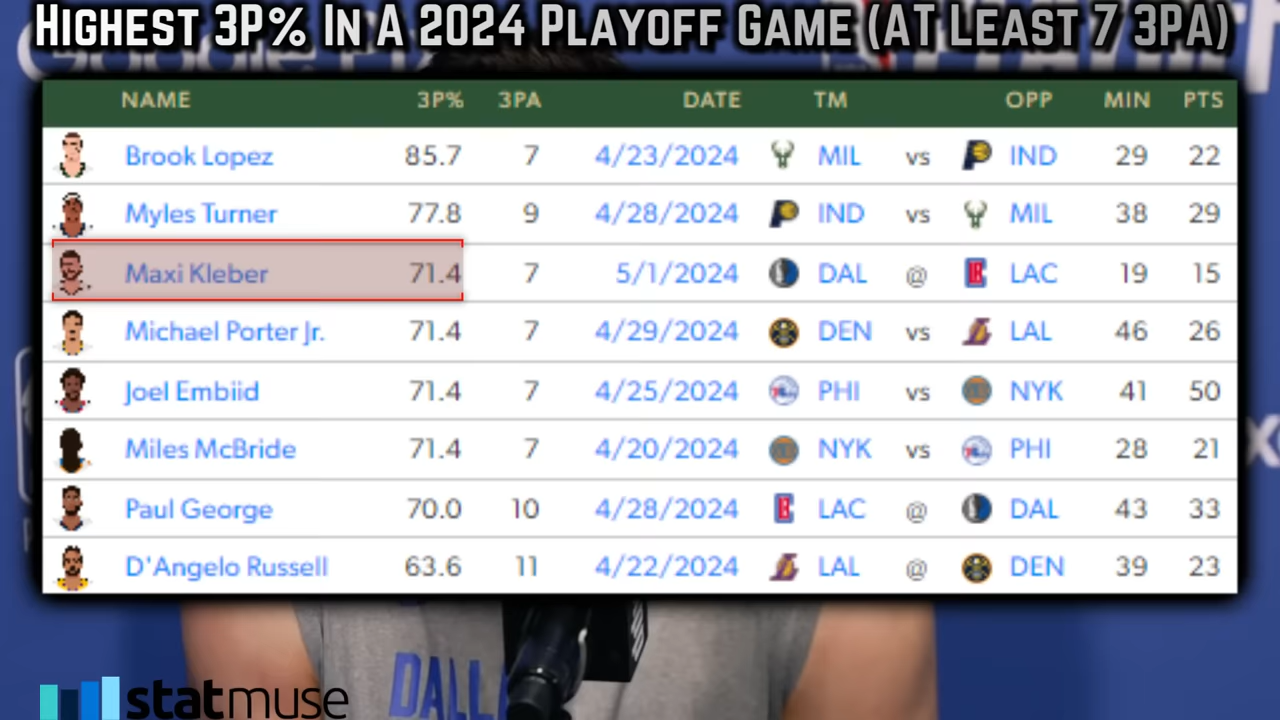 HIGHEST 3P% IN A 2024 PLAYOFF GAME (AT LEAST 7 3PA)
NAME 3P% 3PA DATE TM OPP MIN PTS
Brook Lopez 85.7 7 4/23/2024 MIL vs IND 29 22
Myles Turner 77.8 9 4/28/2024 IND vs MIL 38 29
Maxi Kleber 71.4 7 5/1/2024 DAL @ LAC 19 15
Michael Porter Jr. 71.4 7 4/29/2024 DEN vs LAL 46 26
Joel Embiid 71.4 7 4/25/2024 PHI vs NYK 41 50
Miles McBride 71.4 7 4/20/2024 NYK vs PHI 28 21
Paul George 70.0 10 4/28/2024 LAC @ DAL 43 33
D'Angelo Russell 63.6 11 4/22/2024 LAL @ DEN 39 23
DALL
statmuse